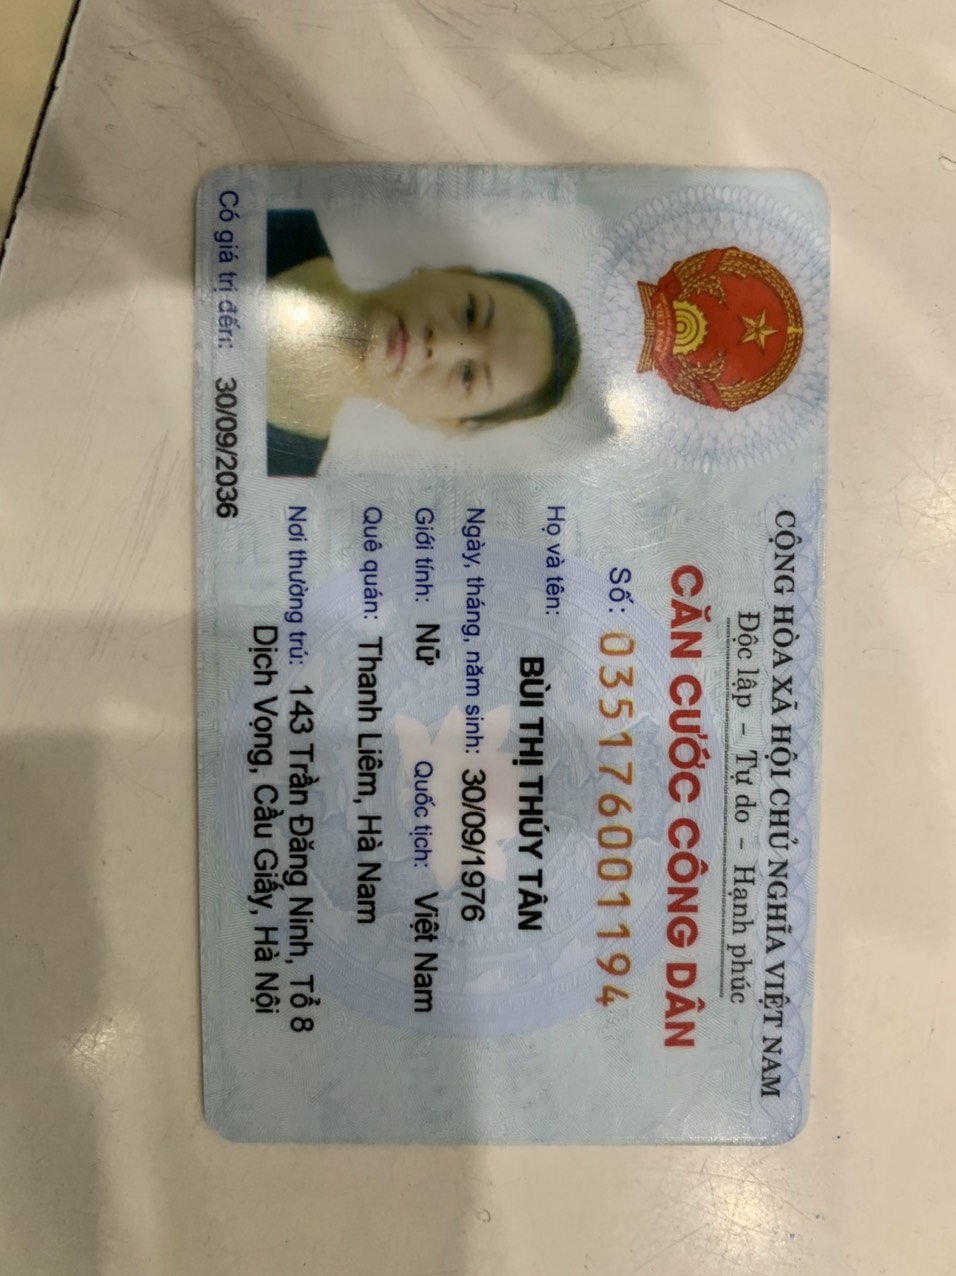 CỘNG HÒA XÃ HỘI CHỦ NGHĨA VIỆT NAM
Độc lập - Tự do - Hạnh phúc
CĂN CƯỚC CÔNG DÂN
Số: 035176001194
Họ và tên:
BÙI THỊ THÚY TÂN
Ngày, tháng, năm sinh: 30/09/1976
Giới tính: Nữ Quốc tịch: Việt Nam
Quê quán: Thanh Liêm, Hà Nam
Nơi thường trú: 143 Trần Đăng Ninh, Tổ 8
Dịch Vọng, Cầu Giấy, Hà Nội
Có giá trị đến: 30/09/2036